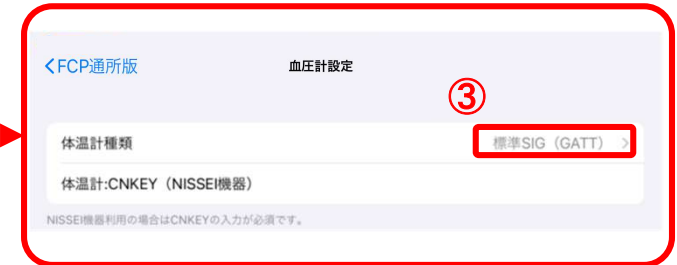 <FCP通所版
血圧計設定
③
体温計種類
標準SIG（GATT） >
体温計:CNKEY（NISSEI機器）
NISSEI機器利用の場合はCNKEYの入力が必須です。